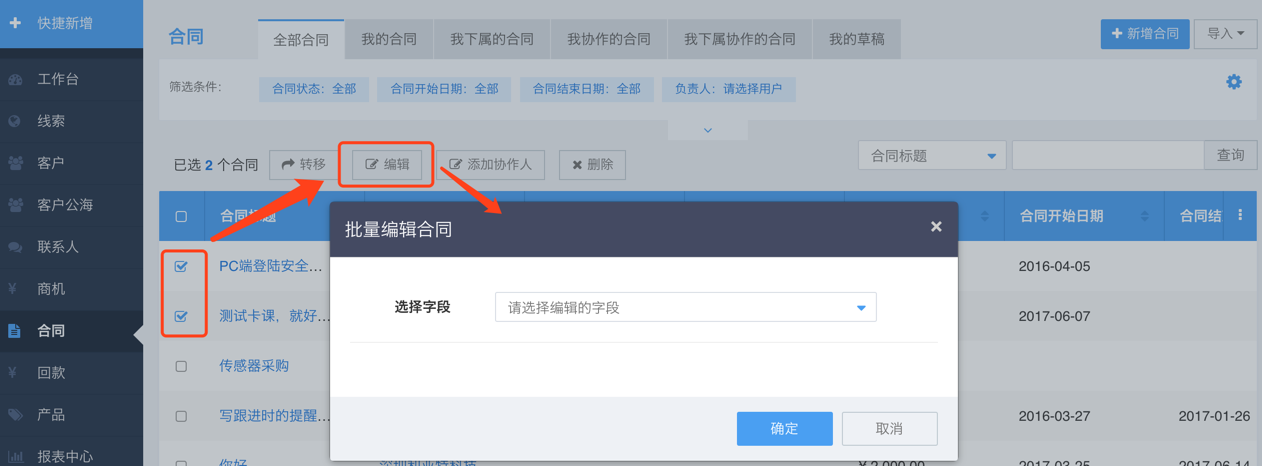 快捷新增
工作台
线索
客户
客户公海
联系人
商机
合同
回款
产品
报表中心
合同
全部合同 我的合同 我下属的合同 我协作的合同 我下属协作的合同 我的草稿
新增合同 导入
筛选条件: 合同状态: 全部 合同开始日期: 全部 合同结束日期: 全部 负责人: 请选择用户
已选 2 个合同 转移 编辑 添加协作人 删除 合同标题 查询
合同标题 合同开始日期 合同结
PC端登陆安全... 2016-04-05
测试卡课，就好... 2017-06-07
传感器采购
写跟进时的提醒... 2016-03-27 2017-01-26
你好 2017-03-25 2017-06-14
批量编辑合同
选择字段 请选择编辑的字段
确定 取消